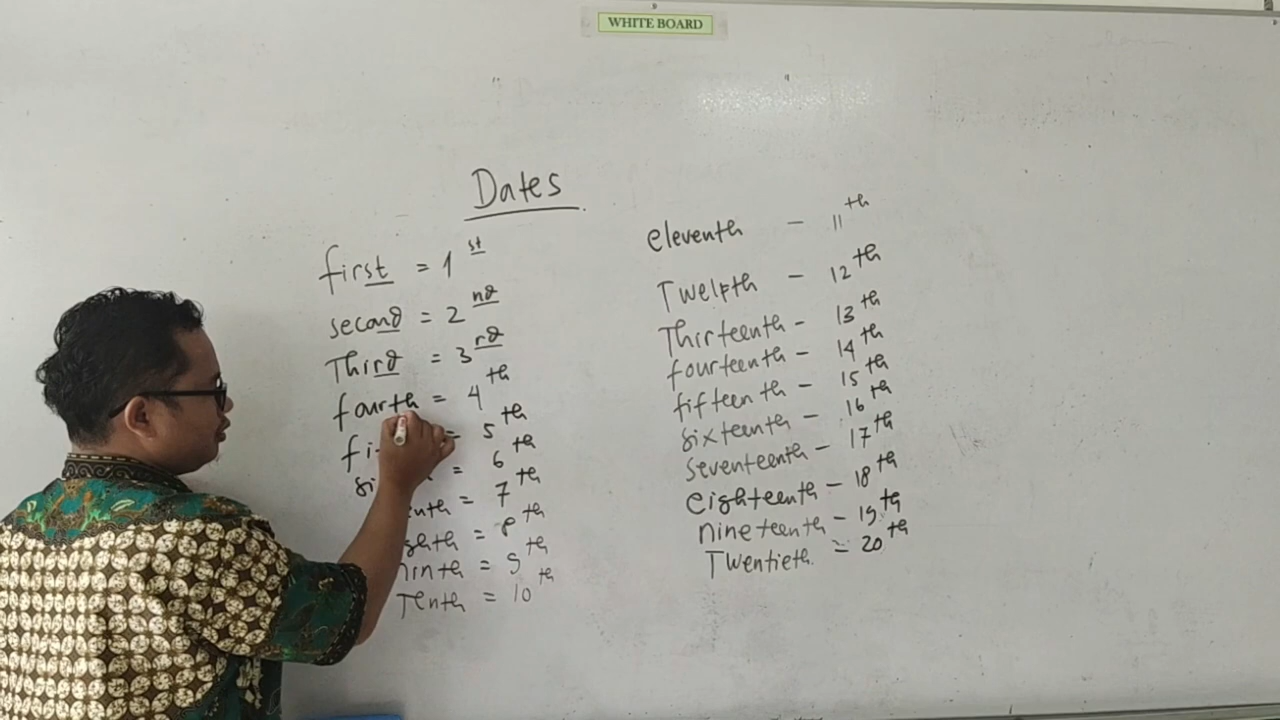 WHITE BOARD
Dates
first = 1st
second = 2nd
Third = 3rd
fourth = 4th
= 5th
= 6th
= 7th
= 8th
ninth = 9th
Tenth = 10th
eleventh - 11th
Twelpth - 12th
Thirteenth - 13th
fourteenth - 14th
fifteenth - 15th
sixteenth - 16th
seventeenth - 17th
eighteenth - 18th
nineteenth - 19th
Twentieth. = 20th